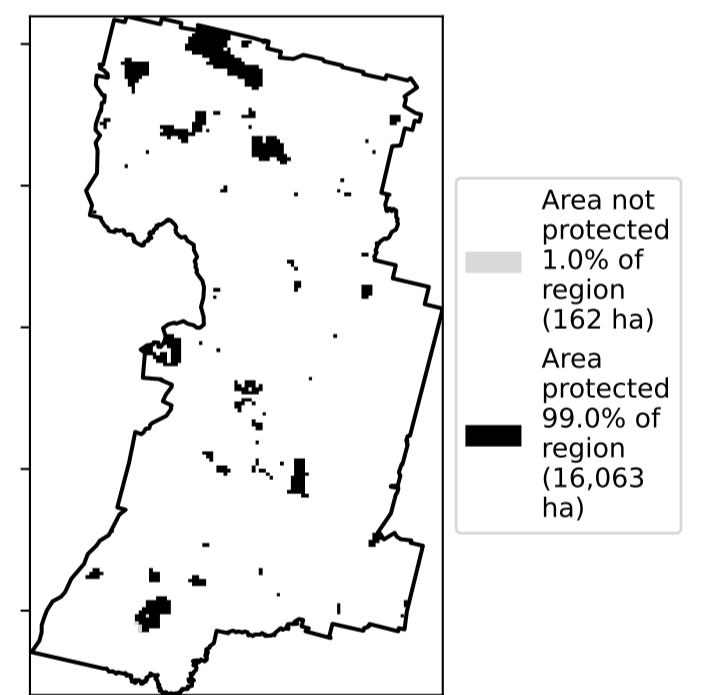 Area not
protected
1.0% of
region
(162 ha)
Area
protected
99.0% of
region
(16,063
ha)